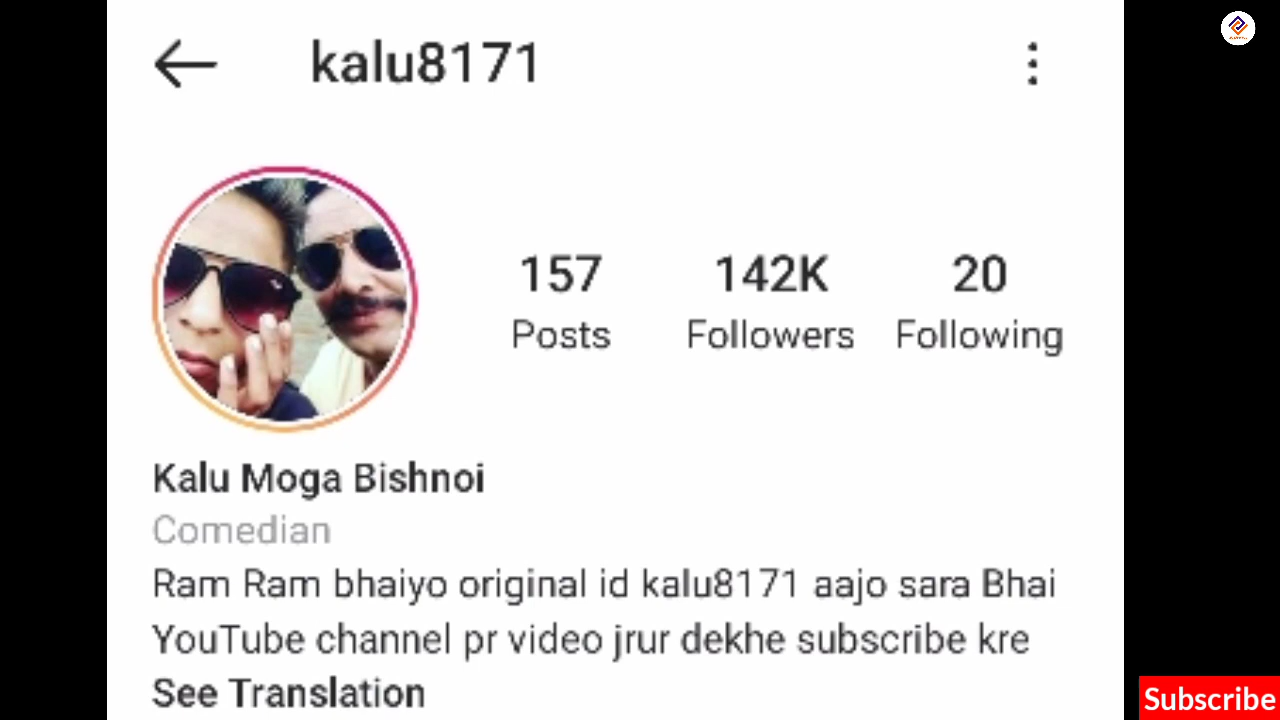 kalu8171
157 142K 20
Posts Followers Following
Kalu Moga Bishnoi
Comedian
Ram Ram bhaiyo original id kalu8171 aajo sara Bhai
YouTube channel pr video jrur dekhe subscribe kre
See Translation
Subscribe